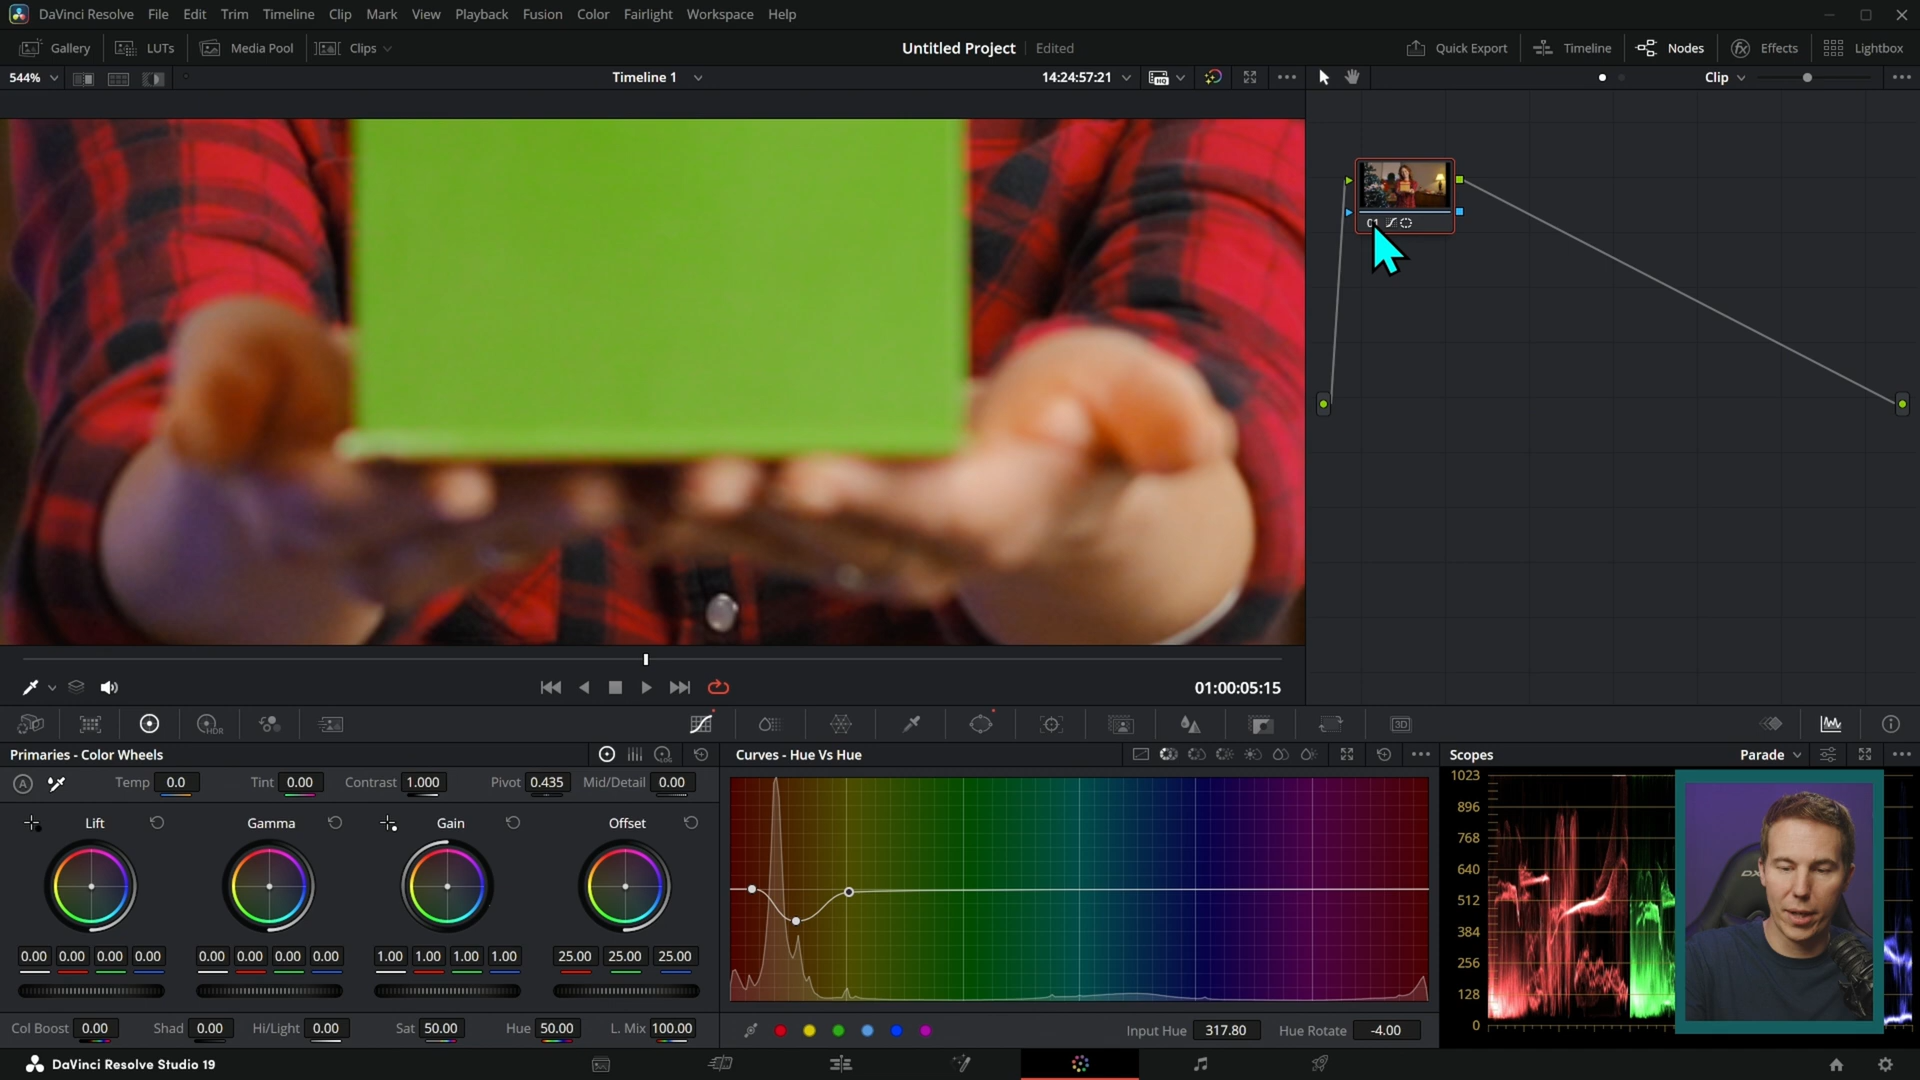 DaVinci Resolve File Edit Trim Timeline Clip Mark View Playback Fusion Color Fairlight Workspace Help
Gallery LUTs Media Pool Clips Untitled Project Edited Quick Export Timeline Nodes Effects Lightbox
544% Timeline 1 14:24:57:21 HQ Clip
01
01:00:05:15
HDR 3D
Primaries - Color Wheels LOG Curves - Hue Vs Hue Scopes Parade
A Temp 0.0 Tint 0.00 Contrast 1.000 Pivot 0.435 Mid/Detail 0.00
Lift Gamma Gain Offset
0.00 0.00 0.00 0.00 0.00 0.00 0.00 0.00 1.00 1.00 1.00 1.00 25.00 25.00 25.00
Col Boost 0.00 Shad 0.00 Hi/Light 0.00 Sat 50.00 Hue 50.00 L. Mix 100.00
Input Hue 317.80 Hue Rotate -4.00
1023
896
768
640
512
384
256
128
0
DX
DaVinci Resolve Studio 19